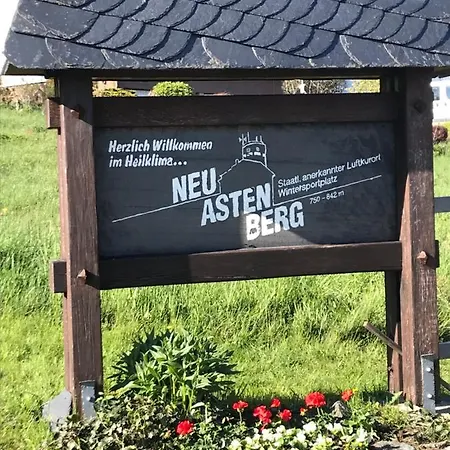 Herzlich Willkommen
im Heilklima...
NEU
ASTEN
BERG
Staatl. anerkannter Luftkurort
Wintersportplatz
750 - 842 m